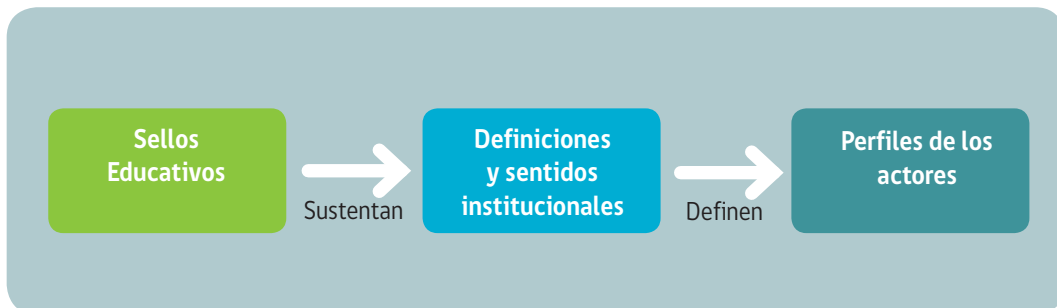 Sellos
Educativos
Sustentan
Definiciones
y sentidos
institucionales
Definen
Perfiles de los
actores